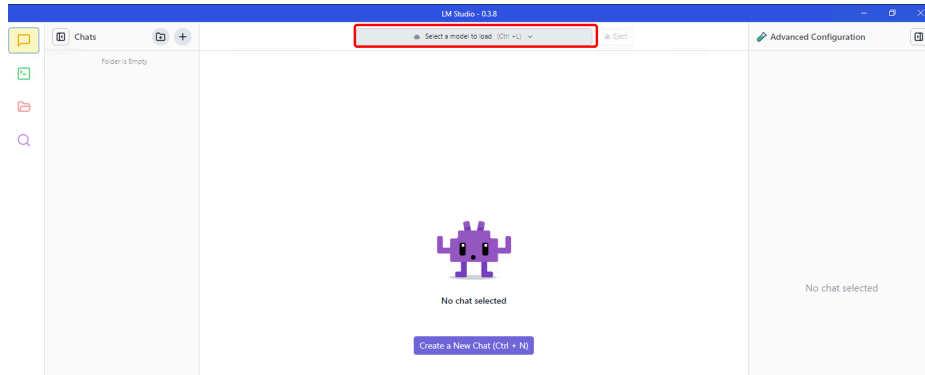 LM Studio - 0.3.8
Chats
Select a model to load (Ctrl +L)
Eject
Advanced Configuration
Folder is Empty
No chat selected
Create a New Chat (Ctrl + N)
No chat selected